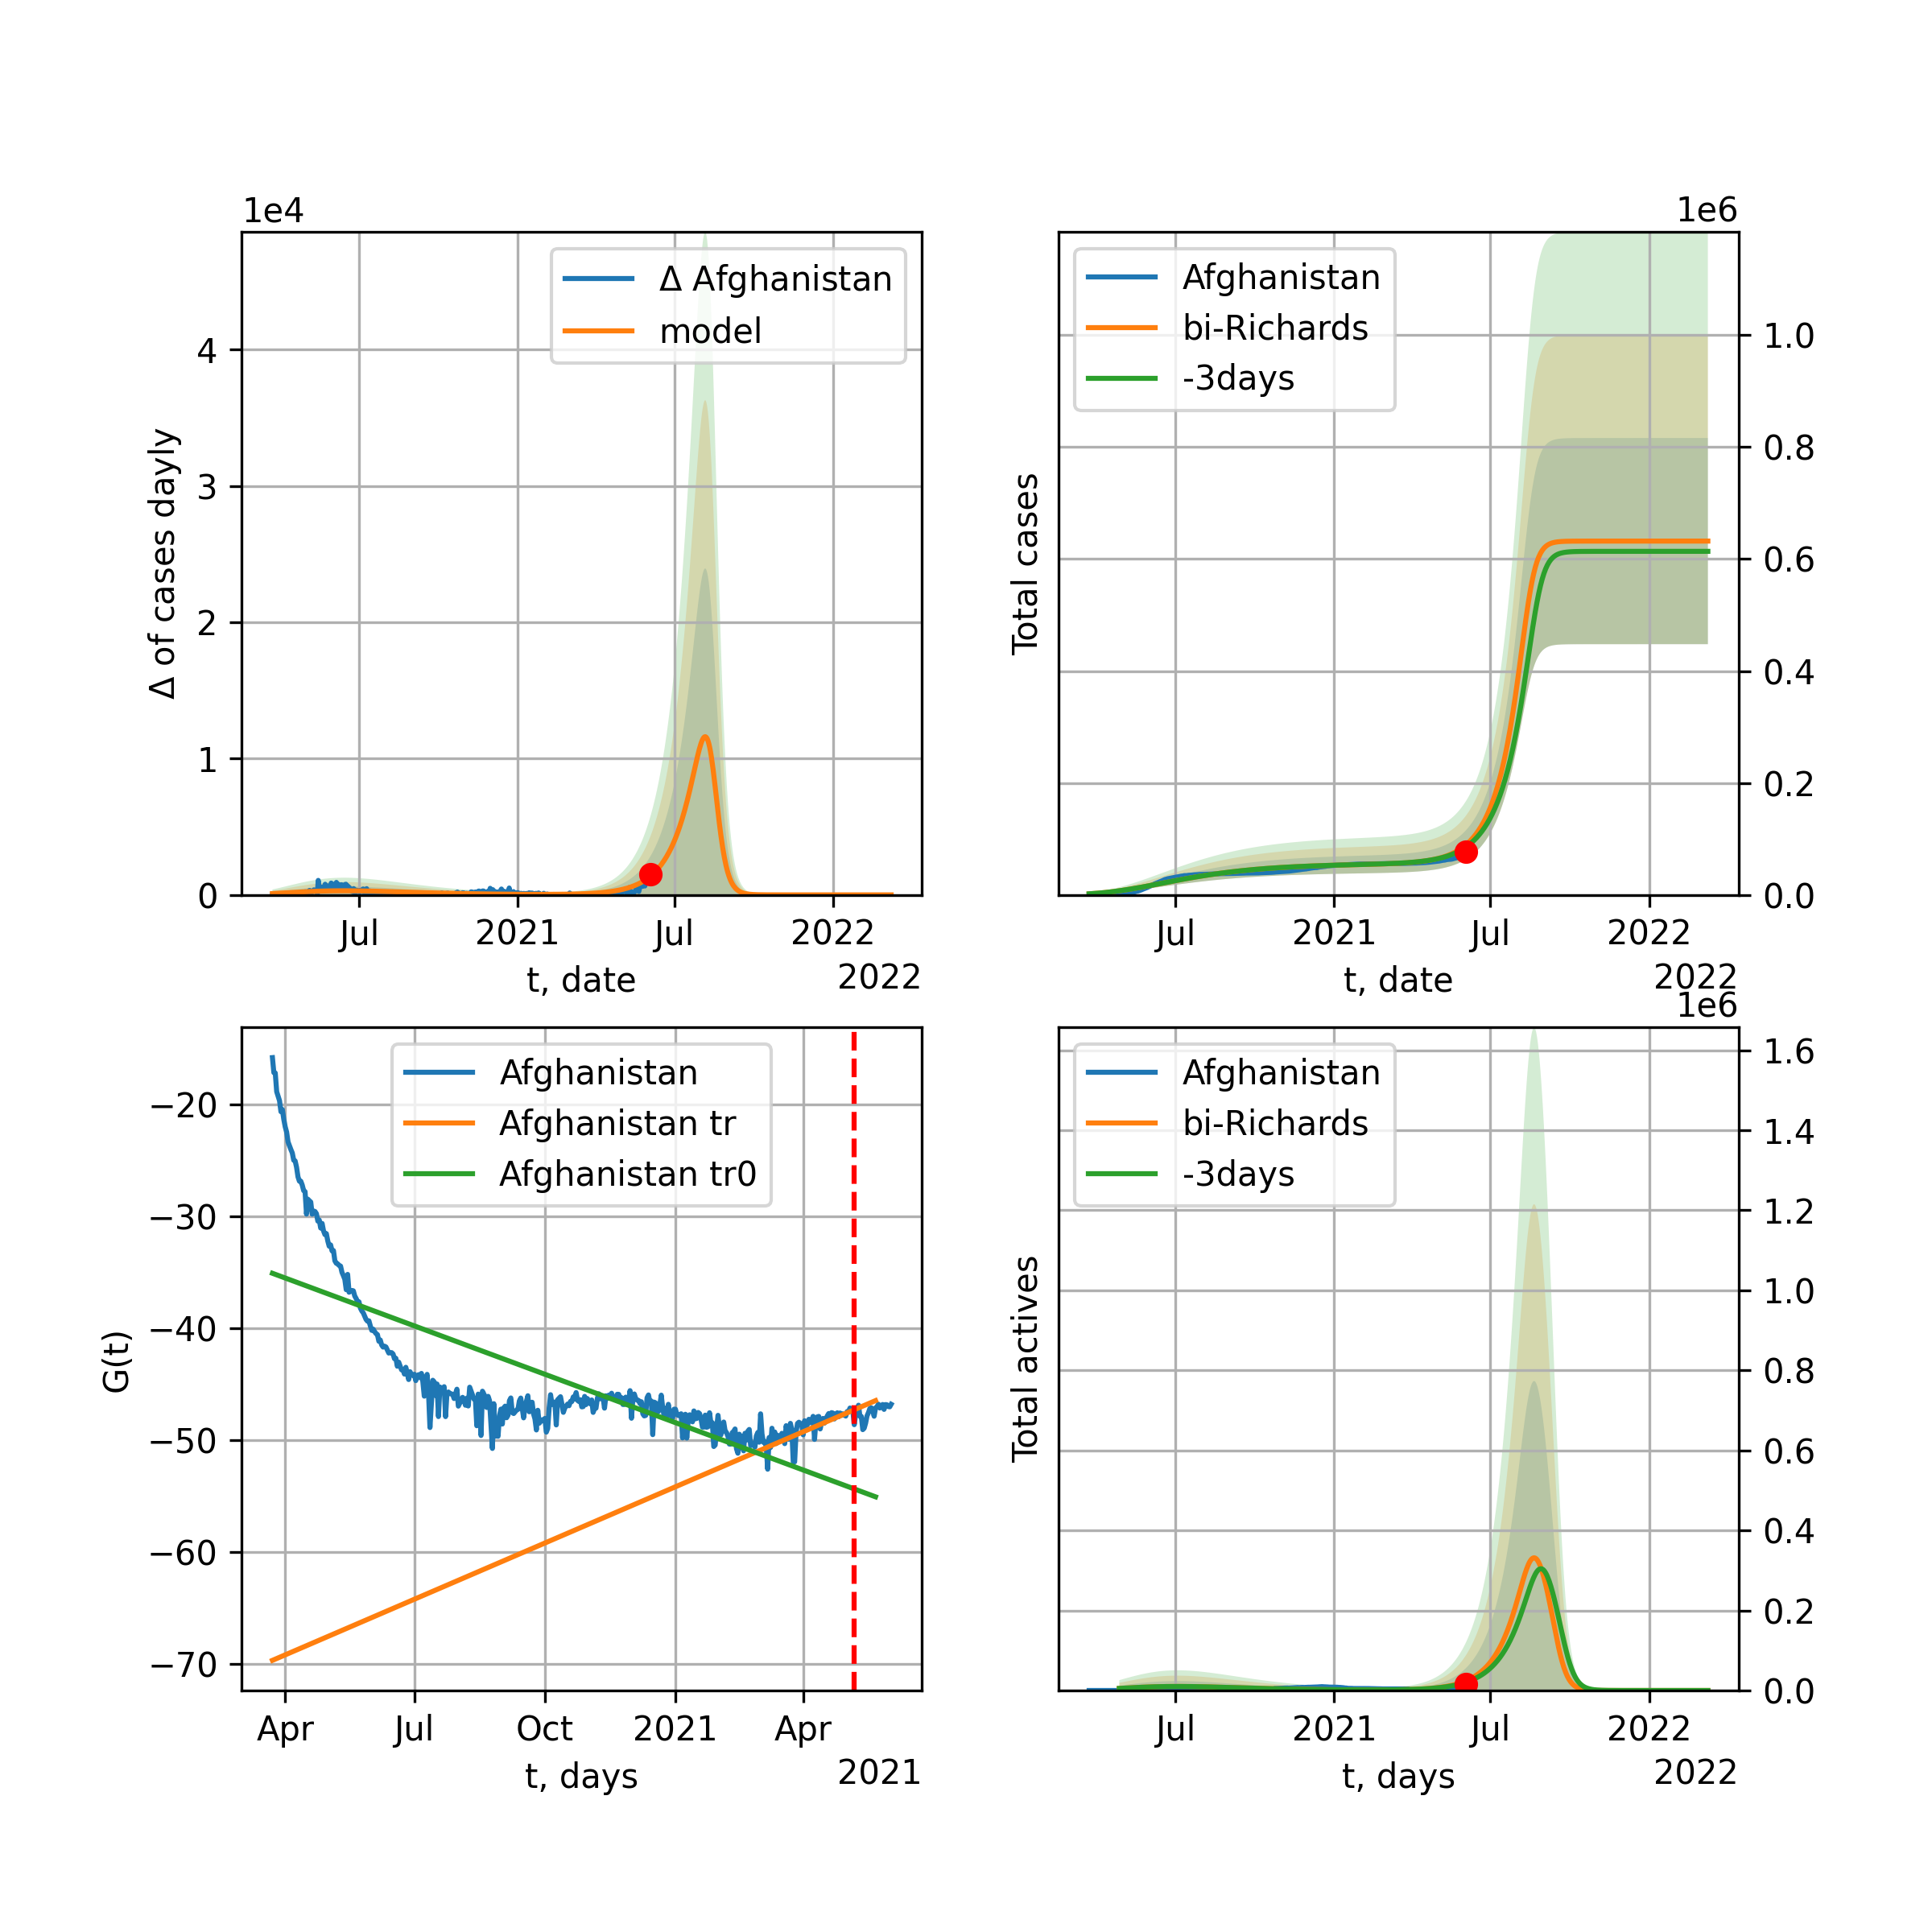 1e4
Δ Afghanistan
model
4
3
2
1
0
Δ of cases dayly
Jul
2021
Jul
2022
t, date
2022
1e6
Afghanistan
bi-Richards
-3days
1.0
0.8
0.6
0.4
0.2
0.0
Total cases
Jul
2021
Jul
2022
t, date
2022
Afghanistan
Afghanistan tr
Afghanistan tr0
−20
−30
−40
−50
−60
−70
G(t)
Apr
Jul
Oct
2021
Apr
t, days
2021
1e6
Afghanistan
bi-Richards
-3days
1.6
1.4
1.2
1.0
0.8
0.6
0.4
0.2
0.0
Total actives
Jul
2021
Jul
2022
t, days
2022